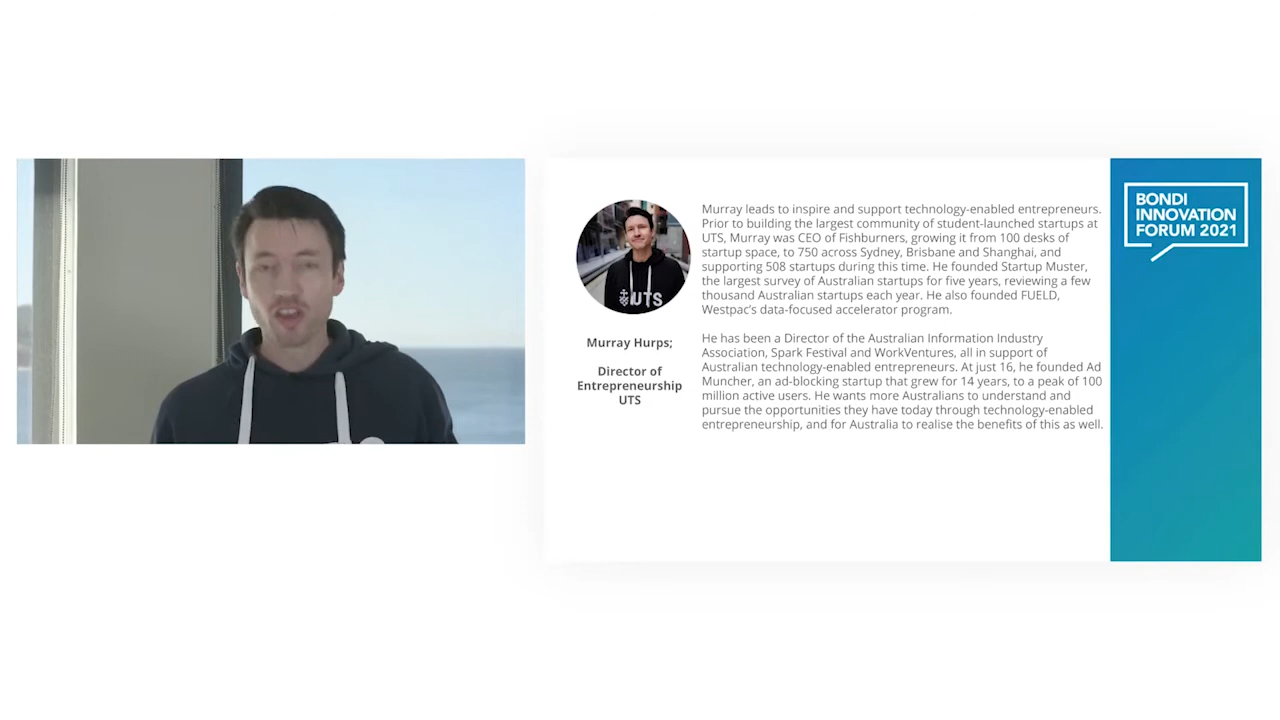 UTS
Murray Hurps;
Director of
Entrepreneurship
UTS
Murray leads to inspire and support technology-enabled entrepreneurs.
Prior to building the largest community of student-launched startups at
UTS, Murray was CEO of Fishburners, growing it from 100 desks of
startup space, to 750 across Sydney, Brisbane and Shanghai, and
supporting 508 startups during this time. He founded Startup Muster,
the largest survey of Australian startups for five years, reviewing a few
thousand Australian startups each year. He also founded FUELD,
Westpac’s data-focused accelerator program.
He has been a Director of the Australian Information Industry
Association, Spark Festival and WorkVentures, all in support of
Australian technology-enabled entrepreneurs. At just 16, he founded Ad
Muncher, an ad-blocking startup that grew for 14 years, to a peak of 100
million active users. He wants more Australians to understand and
pursue the opportunities they have today through technology-enabled
entrepreneurship, and for Australia to realise the benefits of this as well.
BONDI
INNOVATION
FORUM 2021